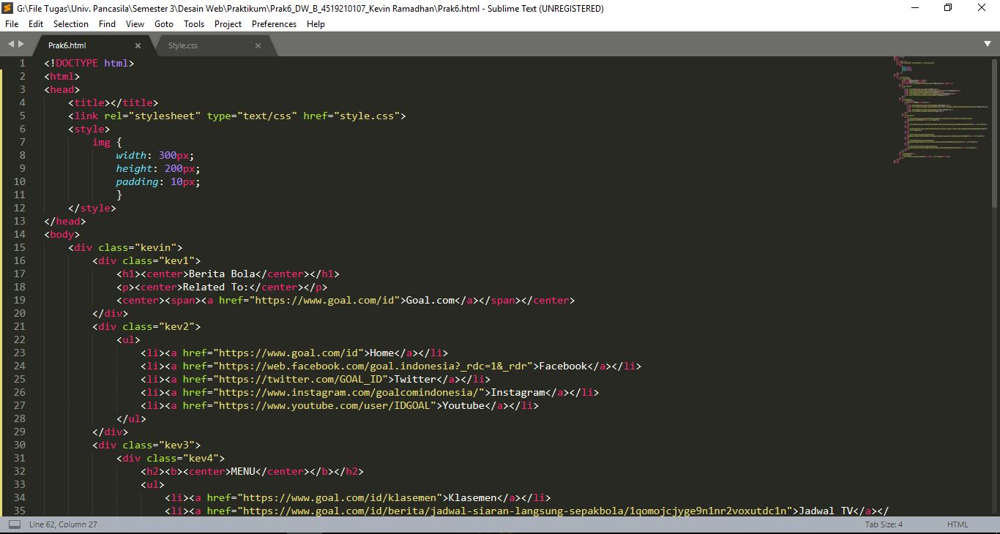 G:\File Tugas\Univ. Pancasila\Semester 3\Desain Web\Praktikum\Prak6_DW_B_4519210107_Kevin Ramadhan\Prak6.html - Sublime Text (UNREGISTERED)
File Edit Selection Find View Goto Tools Project Preferences Help
Prak6.html Style.css
1 <!DOCTYPE html>
2 <html>
3 <head>
4 <title></title>
5 <link rel="stylesheet" type="text/css" href="style.css">
6 <style>
7 img {
8 width: 300px;
9 height: 200px;
10 padding: 10px;
11 }
12 </style>
13 </head>
14 <body>
15 <div class="kevin">
16 <div class="kev1">
17 <h1><center>Berita Bola</center></h1>
18 <p><center>Related To:</center></p>
19 <center><span><a href="https://www.goal.com/id">Goal.com</a></span></center>
20 </div>
21 <div class="kev2">
22 <ul>
23 <li><a href="https://www.goal.com/id">Home</a></li>
24 <li><a href="https://web.facebook.com/goal.indonesia?_rdc=1&_rdr">Facebook</a></li>
25 <li><a href="https://twitter.com/GOAL_ID">Twitter</a></li>
26 <li><a href="https://www.instagram.com/goalcomindonesia/">Instagram</a></li>
27 <li><a href="https://www.youtube.com/user/IDGOAL">Youtube</a></li>
28 </ul>
29 </div>
30 <div class="kev3">
31 <div class="kev4">
32 <h2><b><center>MENU</center></b></h2>
33 <ul>
34 <li><a href="https://www.goal.com/id/klasemen">Klasemen</a></li>
35 <li><a href="https://www.goal.com/id/berita/jadwal-siaran-langsung-sepakbola/1qomojcjyge9n1nr2voxutdc1n">Jadwal TV</a></
Line 62, Column 27 Tab Size: 4 HTML